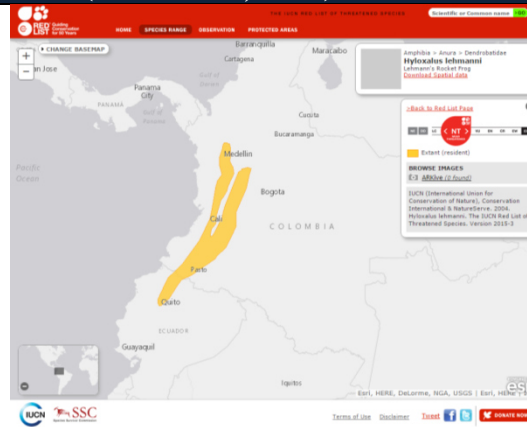 THE IUCN RED LIST OF THREATENED SPECIES
Scientific or Common name
GO
RED LIST
Guiding Conservation for 50 Years
HOME SPECIES RANGE OBSERVATION PROTECTED AREAS
CHANGE BASEMAP
+
−
n Jose
Panama City
PANAMÁ
Gulf of Panama
Barranquilla
Cartagena
Maracaibo
Cucuta
Bucaramanga
Medellin
Bogota
COLOMBIA
Cali
Pasto
Quito
ECUADOR
Guayaquil
Iquitos
Pacific Ocean
Amphibia > Anura > Dendrobatidae
Hyloxalus lehmanni
Lehmann's Rocket Frog
Download Spatial data
>Back to Red List Page
< NT >
Extent (resident)
BROWSE IMAGES
ARKive (0 found)
IUCN (International Union for
Conservation of Nature), Conservation
International & NatureServe. 2004.
Hyloxalus lehmanni. The IUCN Red List of
Threatened Species. Version 2015-3
Esri, HERE, DeLorme, NGA, USGS | Esri, HERE
esri
IUCN
SSC
Terms of Use Disclaimer Tweet
DONATE NOW